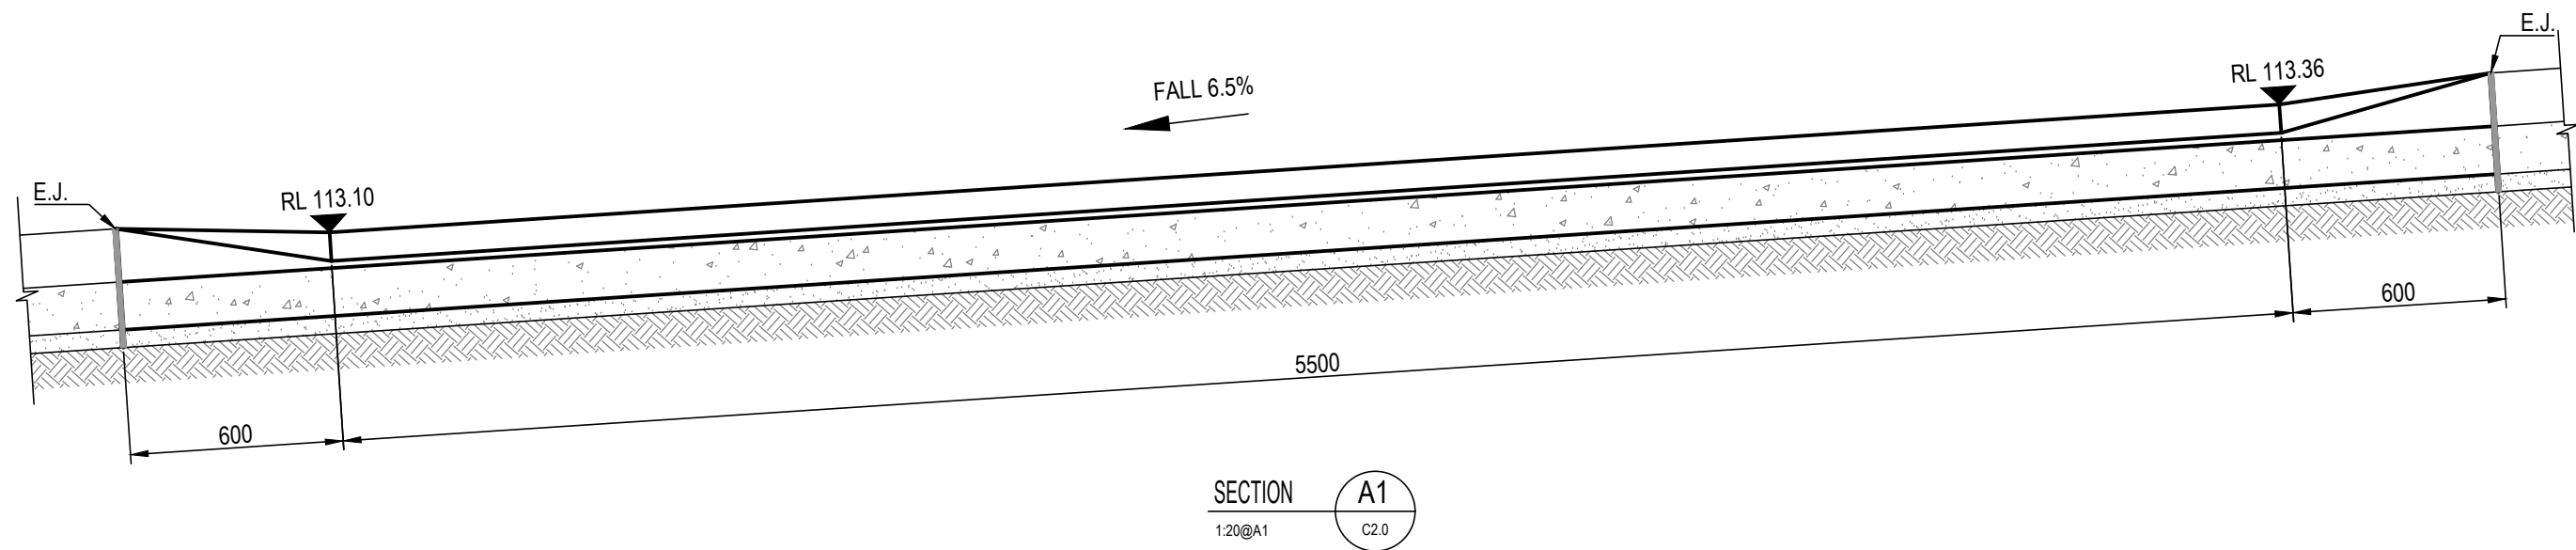 E.J.
FALL 6.5%
RL 113.36
E.J.
RL 113.10
600
5500
600
SECTION
A1
1:20@A1
C2.0